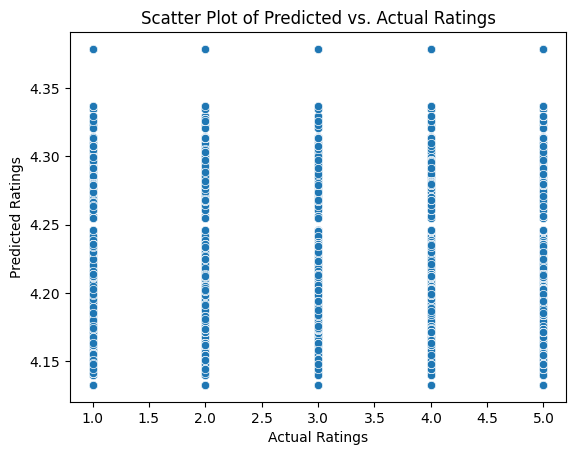 Scatter Plot of Predicted vs. Actual Ratings
Predicted Ratings
4.35
4.30
4.25
4.20
4.15
1.0 1.5 2.0 2.5 3.0 3.5 4.0 4.5 5.0
Actual Ratings